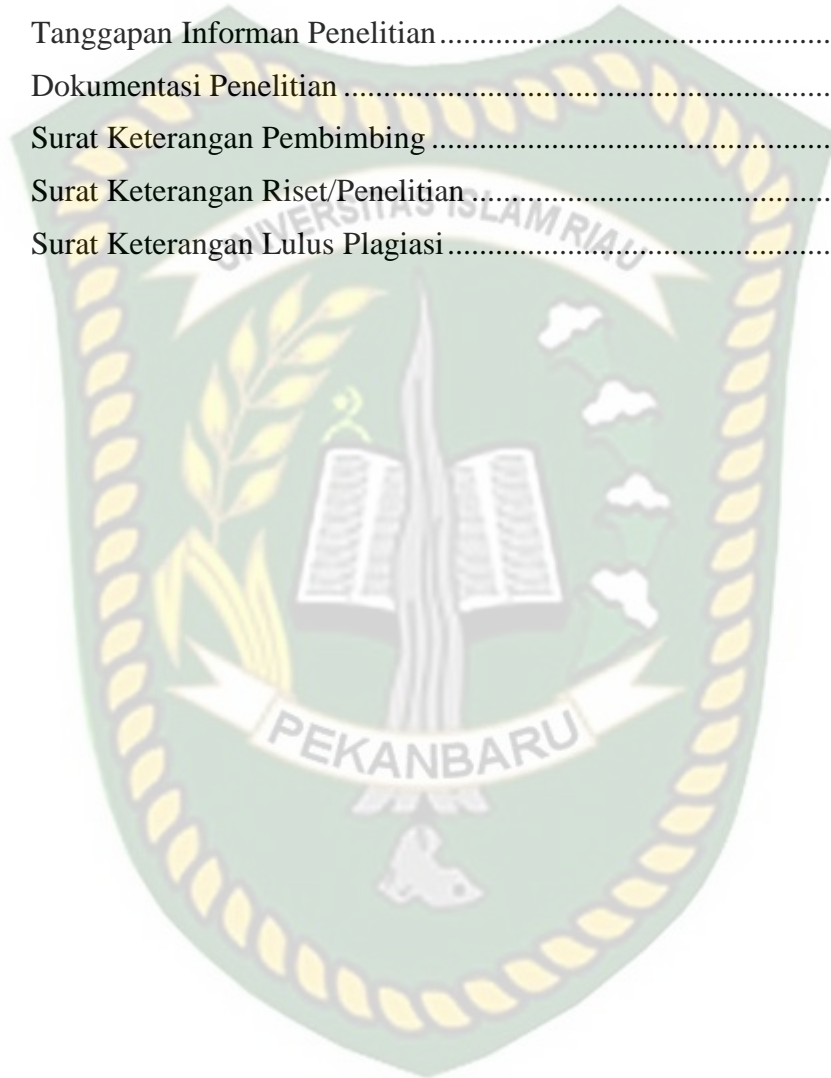 Tanggapan Informan Penelitian..................................................
Dokumentasi Penelitian..............................................................
Surat Keterangan Pembimbing...................................................
Surat Keterangan Riset/Penelitian..............................................
Surat Keterangan Lulus Plagiasi.................................................
UNIVERSITAS ISLAM RIAU
PEKANBARU